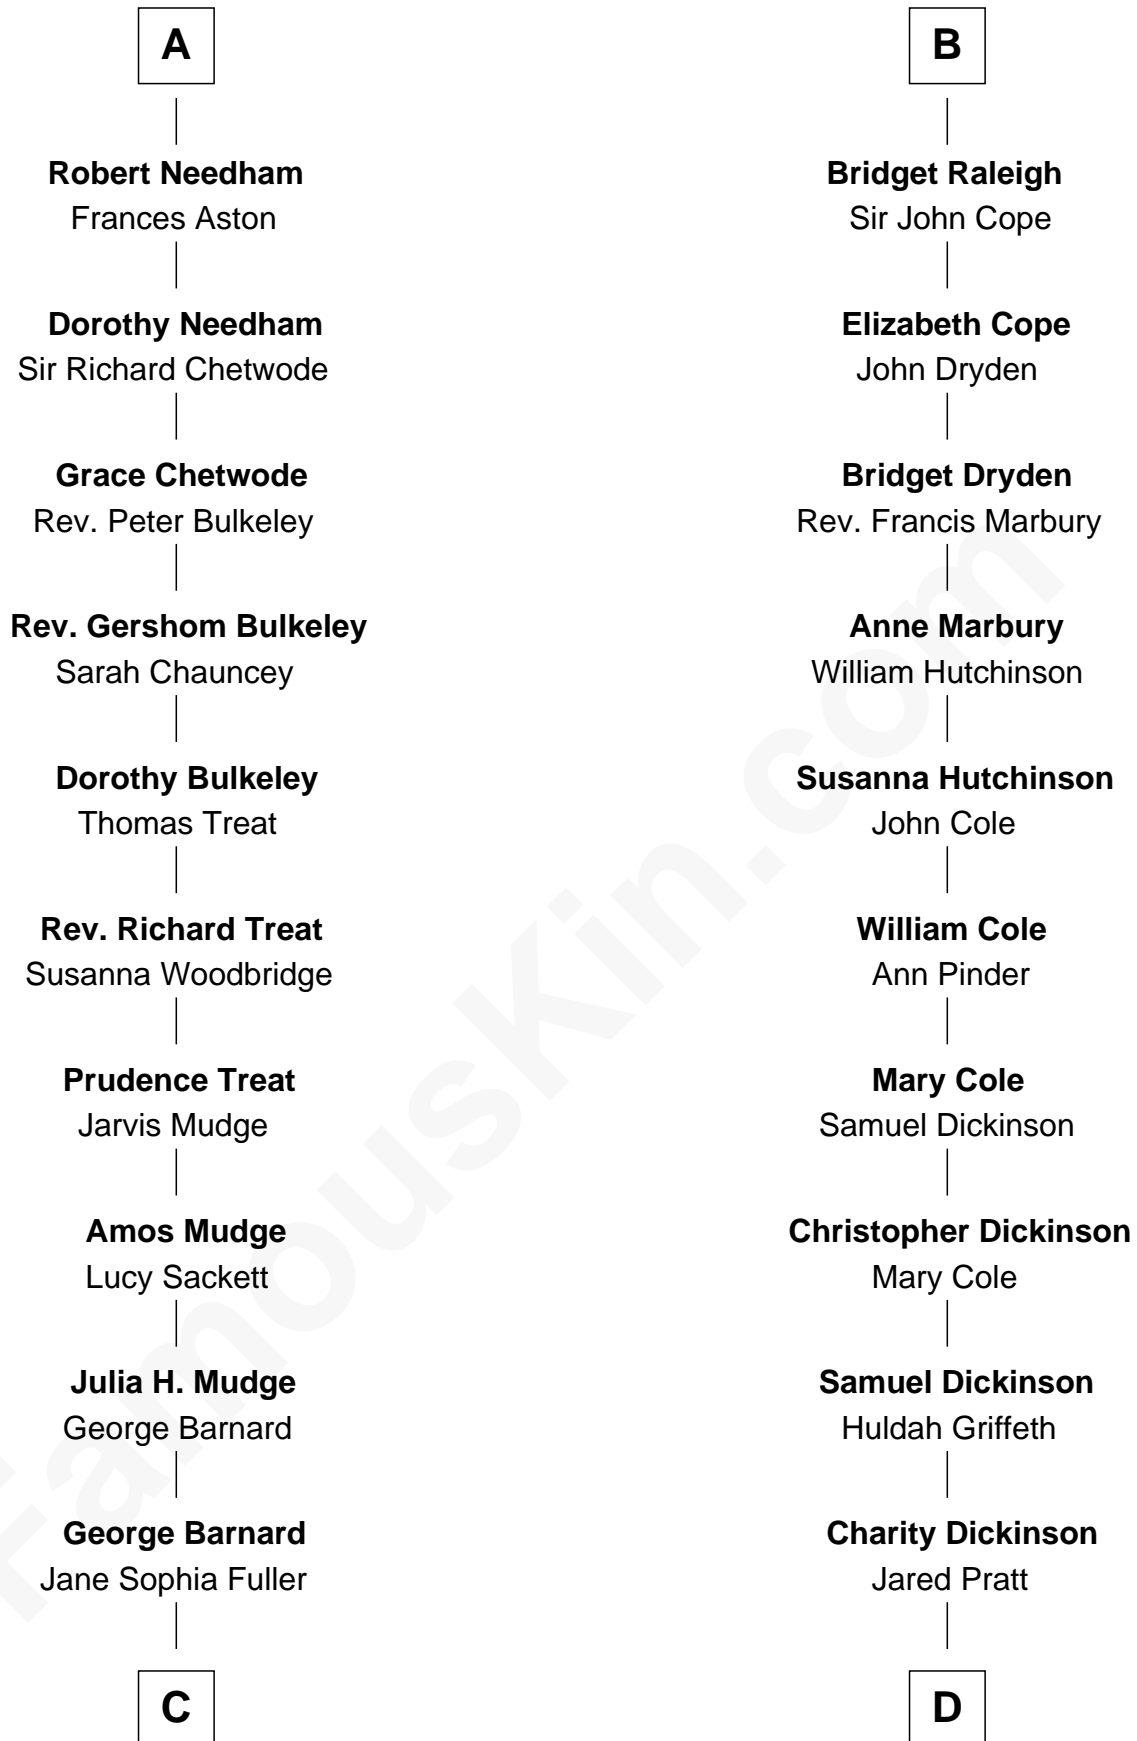 A
Robert Needham
Frances Aston
Dorothy Needham
Sir Richard Chetwode
Grace Chetwode
Rev. Peter Bulkeley
Rev. Gershom Bulkeley
Sarah Chauncey
Dorothy Bulkeley
Thomas Treat
Rev. Richard Treat
Susanna Woodbridge
Prudence Treat
Jarvis Mudge
Amos Mudge
Lucy Sackett
Julia H. Mudge
George Barnard
George Barnard
Jane Sophia Fuller
C
B
Bridget Raleigh
Sir John Cope
Elizabeth Cope
John Dryden
Bridget Dryden
Rev. Francis Marbury
Anne Marbury
William Hutchinson
Susanna Hutchinson
John Cole
William Cole
Ann Pinder
Mary Cole
Samuel Dickinson
Christopher Dickinson
Mary Cole
Samuel Dickinson
Huldah Griffeth
Charity Dickinson
Jared Pratt
D
FamousKin.com